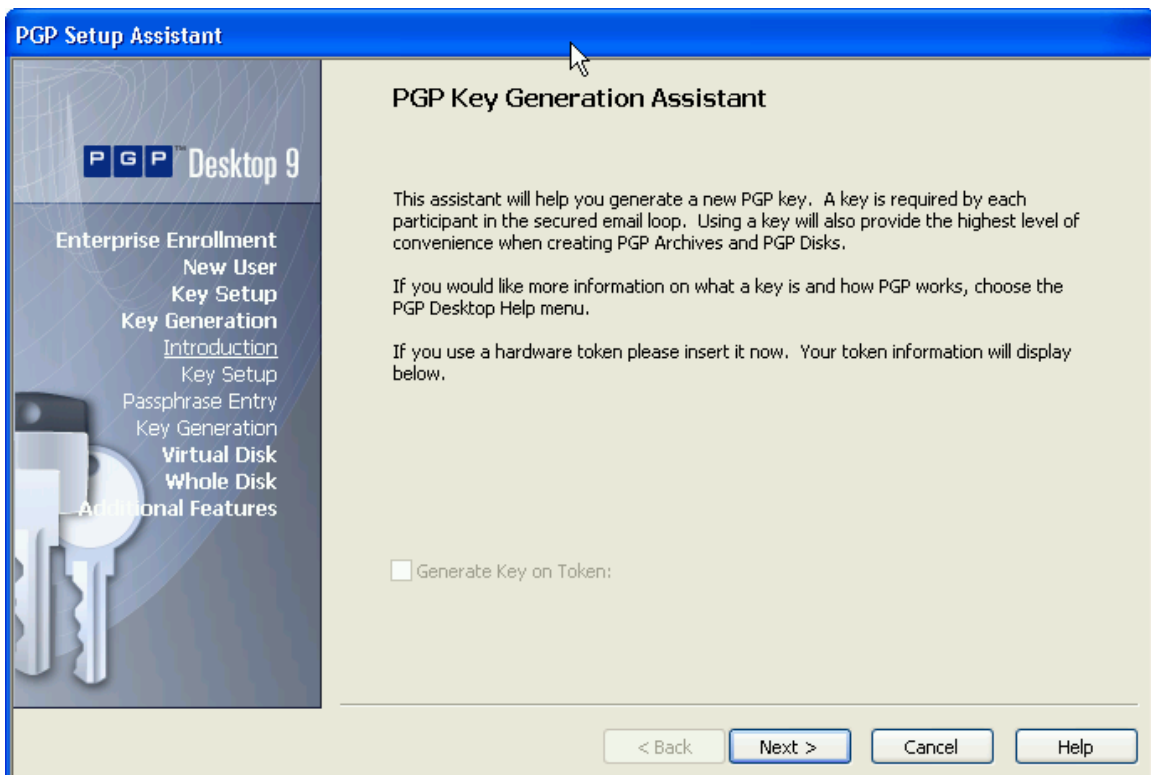 PGP Setup Assistant
PGP™ Desktop 9
Enterprise Enrollment
New User
Key Setup
Key Generation
Introduction
Key Setup
Passphrase Entry
Key Generation
Virtual Disk
Whole Disk
Additional Features
PGP Key Generation Assistant
This assistant will help you generate a new PGP key. A key is required by each
participant in the secured email loop. Using a key will also provide the highest level of
convenience when creating PGP Archives and PGP Disks.
If you would like more information on what a key is and how PGP works, choose the
PGP Desktop Help menu.
If you use a hardware token please insert it now. Your token information will display
below.
Generate Key on Token:
< Back Next > Cancel Help